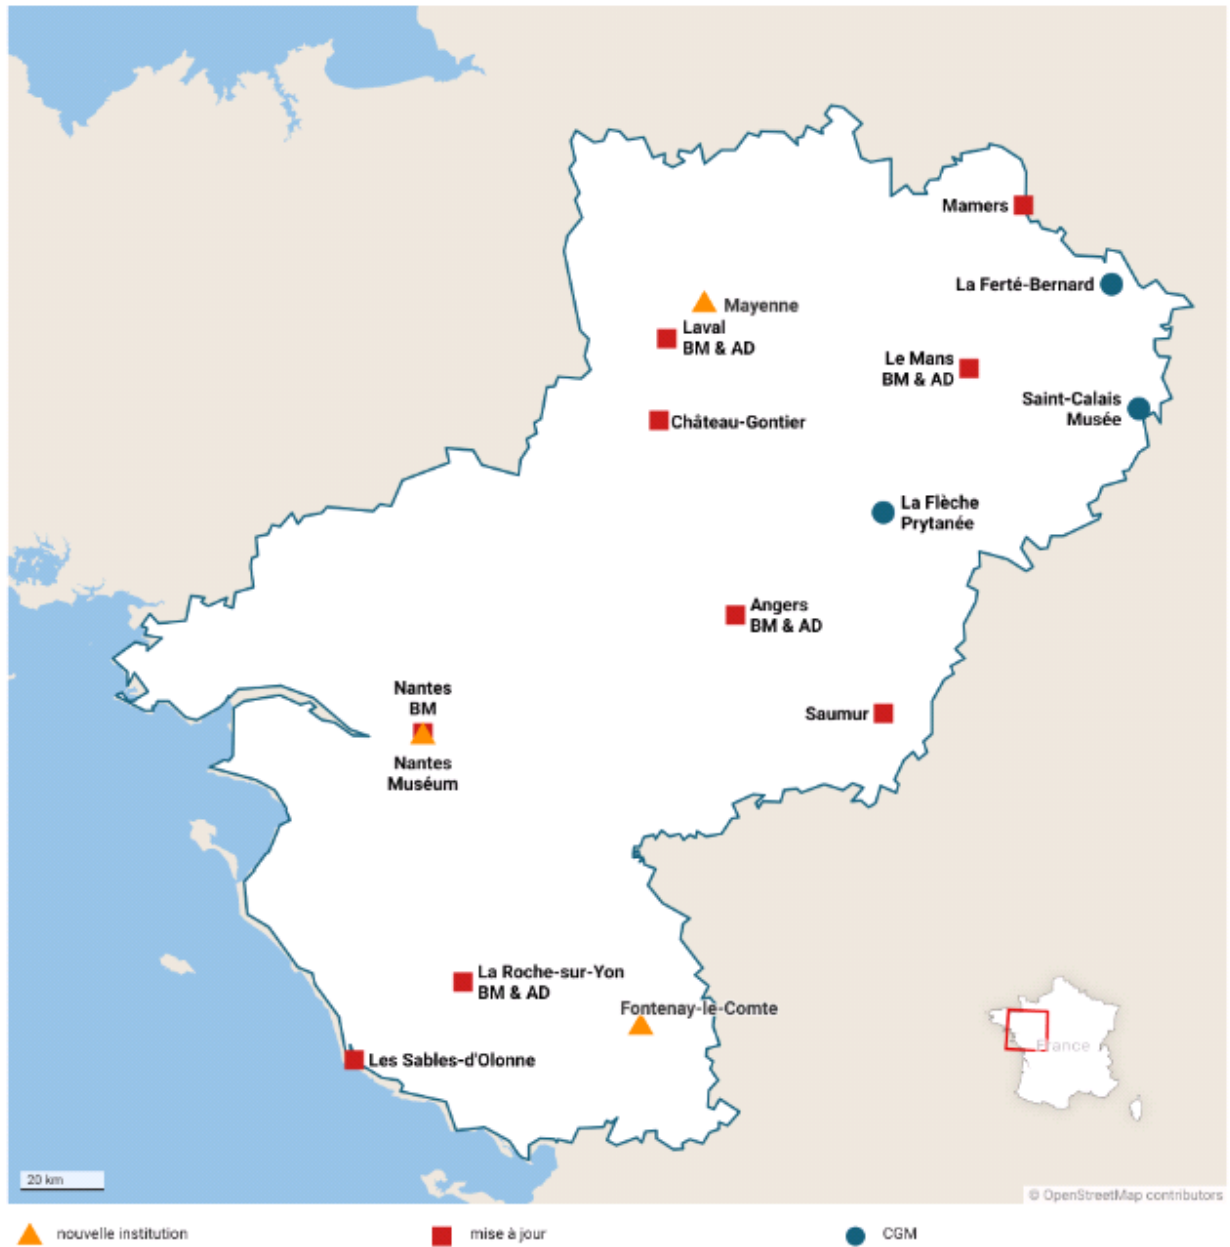 Mamers
La Ferté-Bernard
Mayenne
Laval
BM & AD
Le Mans
BM & AD
Saint-Calais
Musée
Château-Gontier
La Flèche
Prytanée
Angers
BM & AD
Nantes
BM
Saumur
Nantes
Muséum
La Roche-sur-Yon
BM & AD
Fontenay-le-Comte
France
Les Sables-d'Olonne
20 km
© OpenStreetMap contributors
nouvelle institution
mise à jour
CGM